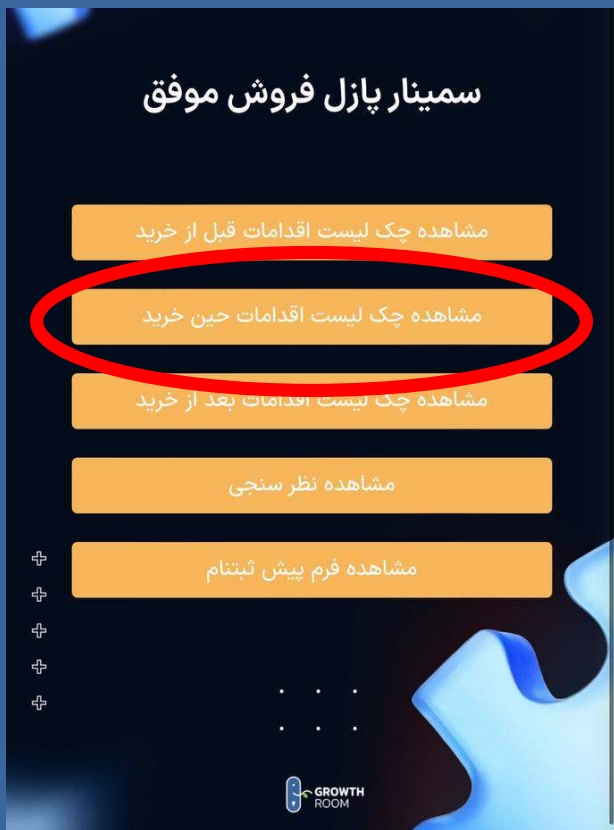 سمینار پازل فروش موفق
مشاهده چک لیست اقدامات قبل از خرید
مشاهده چک لیست اقدامات حین خرید
مشاهده چک لیست اقدامات بعد از خرید
مشاهده نظر سنجی
مشاهده فرم پیش ثبتنام
GROWTH
ROOM